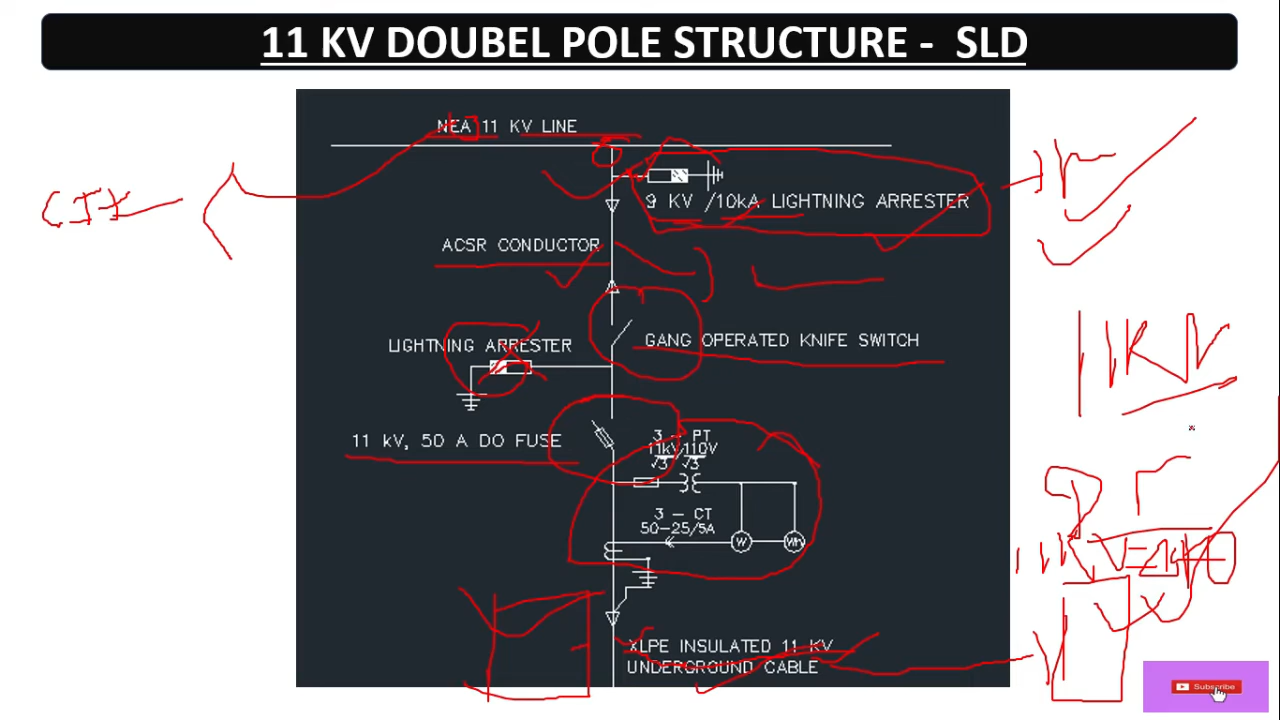 11 KV DOUBEL POLE STRUCTURE - SLD
NEA 11 KV LINE
9 KV /10kA LIGHTNING ARRESTER
ACSR CONDUCTOR
LIGHTNING ARRESTER
GANG OPERATED KNIFE SWITCH
11 kV, 50 A DO FUSE
3 - PT
11kV/110V
√3 √3
3 - CT
50-25/5A
W
Wh
XLPE INSULATED 11 KV
UNDERGROUND CABLE
11KV
Subscribe